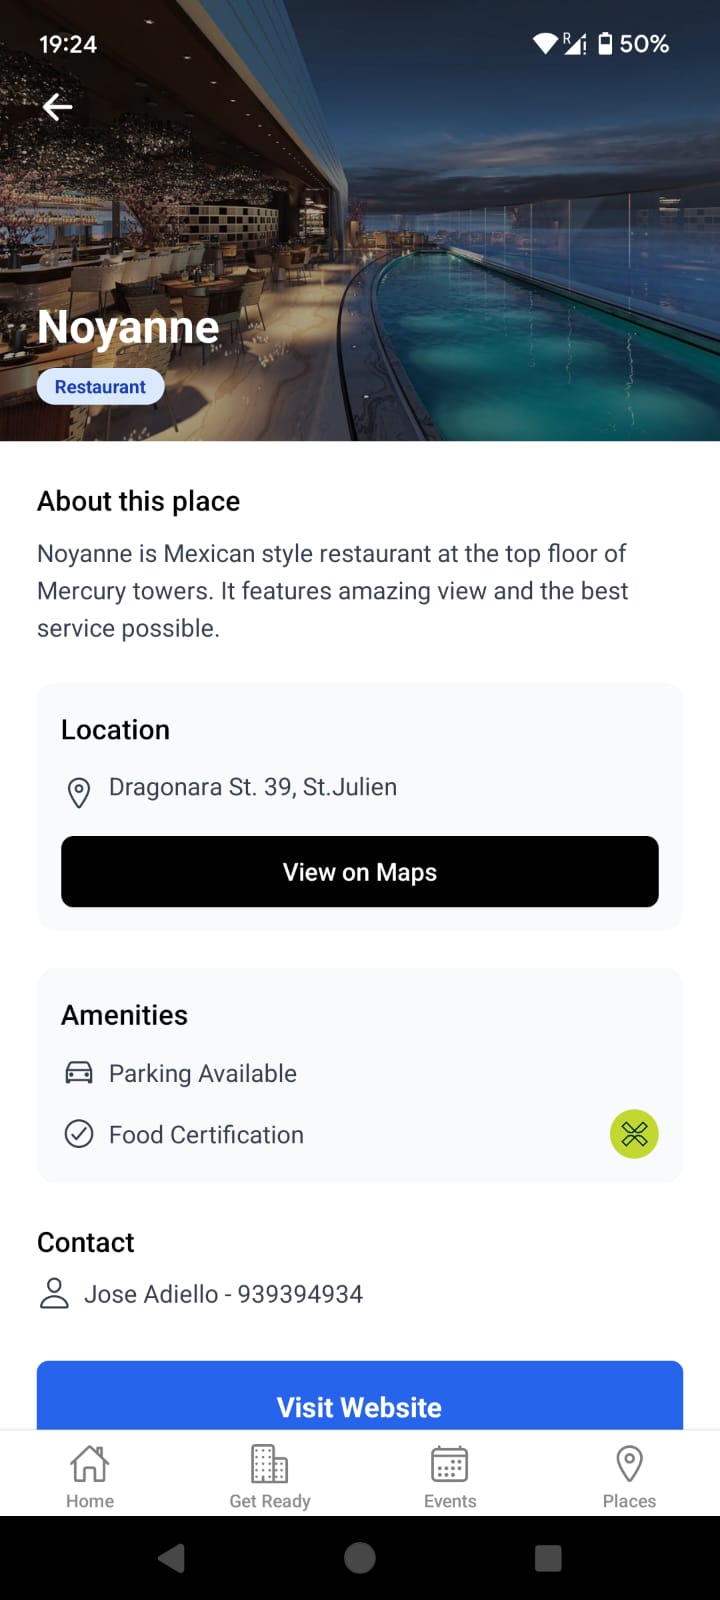 19:24
R
50%
Noyanne
Restaurant
About this place
Noyanne is Mexican style restaurant at the top floor of
Mercury towers. It features amazing view and the best
service possible.
Location
Dragonara St. 39, St.Julien
View on Maps
Amenities
Parking Available
Food Certification
Contact
Jose Adiello - 939394934
Visit Website
Home
Get Ready
Events
Places